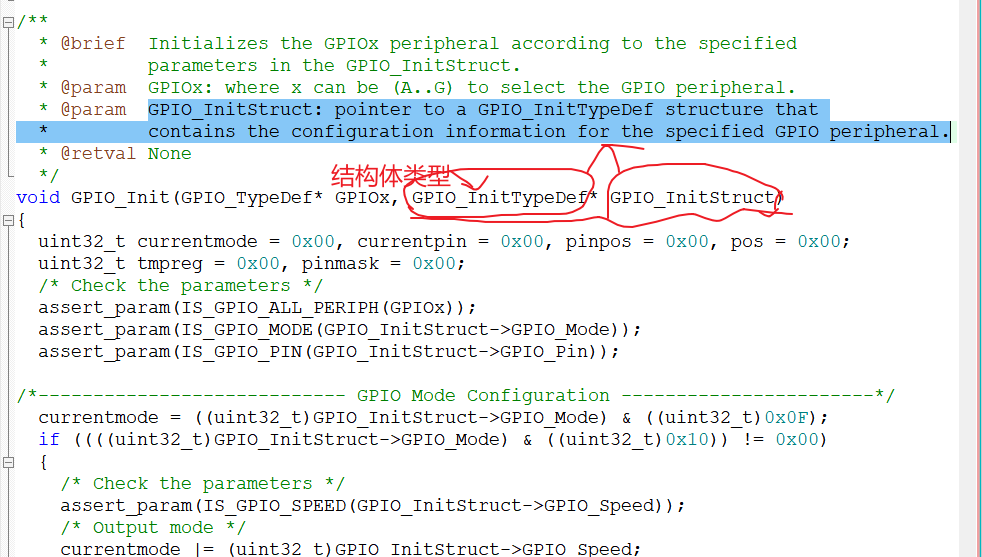 /**
  * @brief  Initializes the GPIOx peripheral according to the specified
  *         parameters in the GPIO_InitStruct.
  * @param  GPIOx: where x can be (A..G) to select the GPIO peripheral.
  * @param  GPIO_InitStruct: pointer to a GPIO_InitTypeDef structure that
  *         contains the configuration information for the specified GPIO peripheral.
  * @retval None
  */
结构体类型
void GPIO_Init(GPIO_TypeDef* GPIOx, GPIO_InitTypeDef* GPIO_InitStruct)
{
  uint32_t currentmode = 0x00, currentpin = 0x00, pinpos = 0x00, pos = 0x00;
  uint32_t tmpreg = 0x00, pinmask = 0x00;
  /* Check the parameters */
  assert_param(IS_GPIO_ALL_PERIPH(GPIOx));
  assert_param(IS_GPIO_MODE(GPIO_InitStruct->GPIO_Mode));
  assert_param(IS_GPIO_PIN(GPIO_InitStruct->GPIO_Pin));
/*---------------------------- GPIO Mode Configuration -------------------------*/
  currentmode = ((uint32_t)GPIO_InitStruct->GPIO_Mode) & ((uint32_t)0x0F);
  if ((((uint32_t)GPIO_InitStruct->GPIO_Mode) & ((uint32_t)0x10)) != 0x00)
  {
    /* Check the parameters */
    assert_param(IS_GPIO_SPEED(GPIO_InitStruct->GPIO_Speed));
    /* Output mode */
    currentmode |= (uint32_t)GPIO_InitStruct->GPIO_Speed;